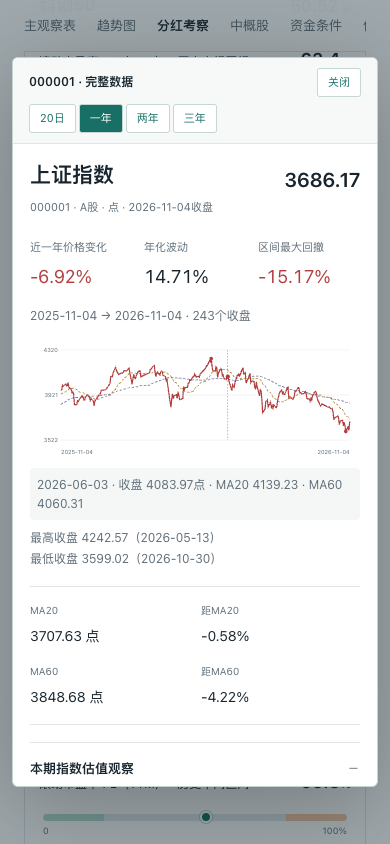 主观察表 趋势图 分红考察 中概股 资金条件
000001 · 完整数据 关闭
20日 一年 两年 三年
上证指数 3686.17
000001 · A股 · 点 · 2026-11-04收盘
近一年价格变化 年化波动 区间最大回撤
-6.92% 14.71% -15.17%
2025-11-04 → 2026-11-04 · 243个收盘
4320
3921
3522
2025-11-04 2026-11-04
2026-06-03 · 收盘 4083.97点 · MA20 4139.23 · MA60
4060.31
最高收盘 4242.57（2026-05-13）
最低收盘 3599.02（2026-10-30）
MA20 距MA20
3707.63 点 -0.58%
MA60 距MA60
3848.68 点 -4.22%
本期指数估值观察 −
0 100%